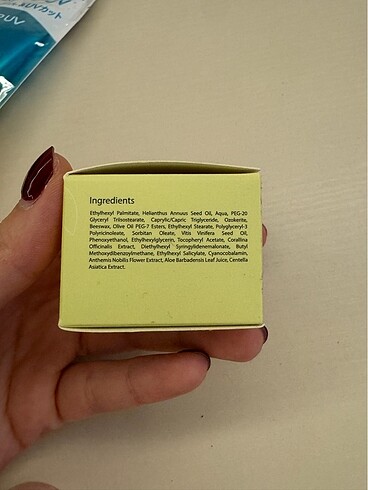 Ingredients
Ethylhexyl Palmitate, Helianthus Annuus Seed Oil, Aqua, PEG-20
Glyceryl Triisostearate, Caprylic/Capric Triglyceride, Ozokerite,
Beeswax, Olive Oil PEG-7 Esters, Ethylhexyl Stearate, Polyglyceryl-3
Polyricinoleate, Sorbitan Oleate, Vitis Vinifera Seed Oil,
Phenoxyethanol, Ethylhexylglycerin, Tocopheryl Acetate, Corallina
Officinalis Extract, Diethylhexyl Syringylidenemalonate, Butyl
Methoxydibenzoylmethane, Ethylhexyl Salicylate, Cyanocobalamin,
Anthemis Nobilis Flower Extract, Aloe Barbadensis Leaf Juice, Centella
Asiatica Extract.